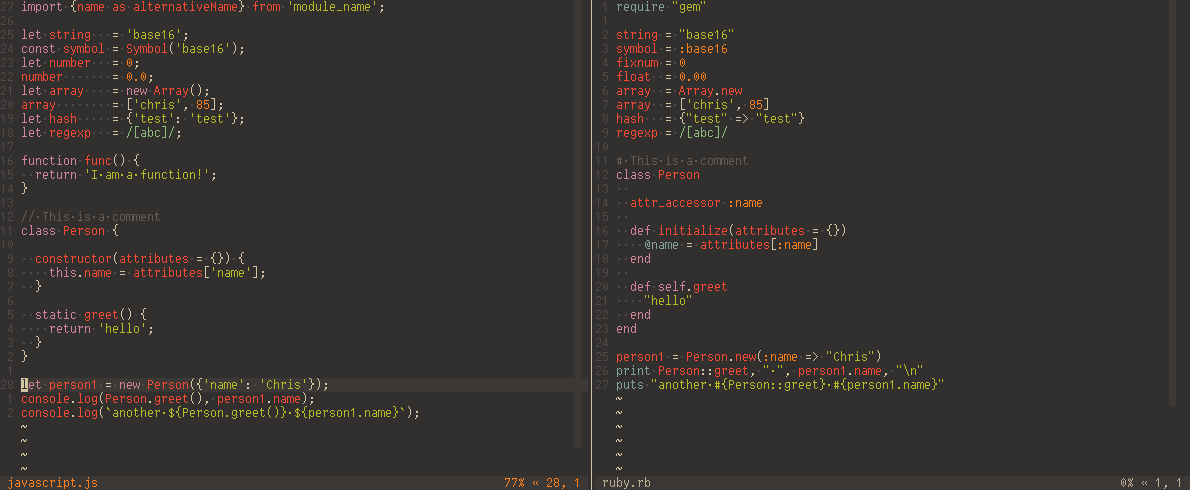 27 import {name as alternativeName} from 'module_name';
26
25 let·string···= 'base16';
24 const·symbol·= Symbol('base16');
23 let·number···= 0;
22 number·······= 0.0;
21 let·array····= new·Array();
20 array········= ['chris',·85];
19 let·hash·····= {'test':·'test'};
18 let·regexp···= /[abc]/;
17
16 function·func()·{
15 ··return·'I·am·a·function!';
14 }
13
12 //·This·is·a·comment
11 class·Person·{
10
9 ··constructor(attributes·=·{})·{
8 ····this.name·=·attributes['name'];
7 ··}
6
5 ··static·greet()·{
4 ····return·'hello';
3 ··}
2 }
1
28 let·person1·=·new·Person({'name':·'Chris'});
1 console.log(Person.greet(),·person1.name);
2 console.log(`another·${Person.greet()}·${person1.name}`);
~
~
~
~
javascript.js 77% « 28, 1
1 require·"gem"
1
2 string·=·"base16"
3 symbol·=·:base16
4 fixnum·=·0
5 float··=·0.00
6 array··=·Array.new
7 array··=·['chris',·85]
8 hash···=·{"test"·=>·"test"}
9 regexp·=·/[abc]/
10
11 #·This·is·a·comment
12 class·Person
13 ··
14 ··attr_accessor·:name
15 ··
16 ··def·initialize(attributes·=·{})
17 ····@name·=·attributes[:name]
18 ··end
19 ··
20 ··def·self.greet
21 ····"hello"
22 ··end
23 end
24
25 person1·=·Person.new(:name·=>·"Chris")
26 print·Person::greet,·"·",·person1.name,·"\n"
27 puts·"another·#{Person::greet}·#{person1.name}"
~
~
~
~
~
~
ruby.rb 0% « 1, 1